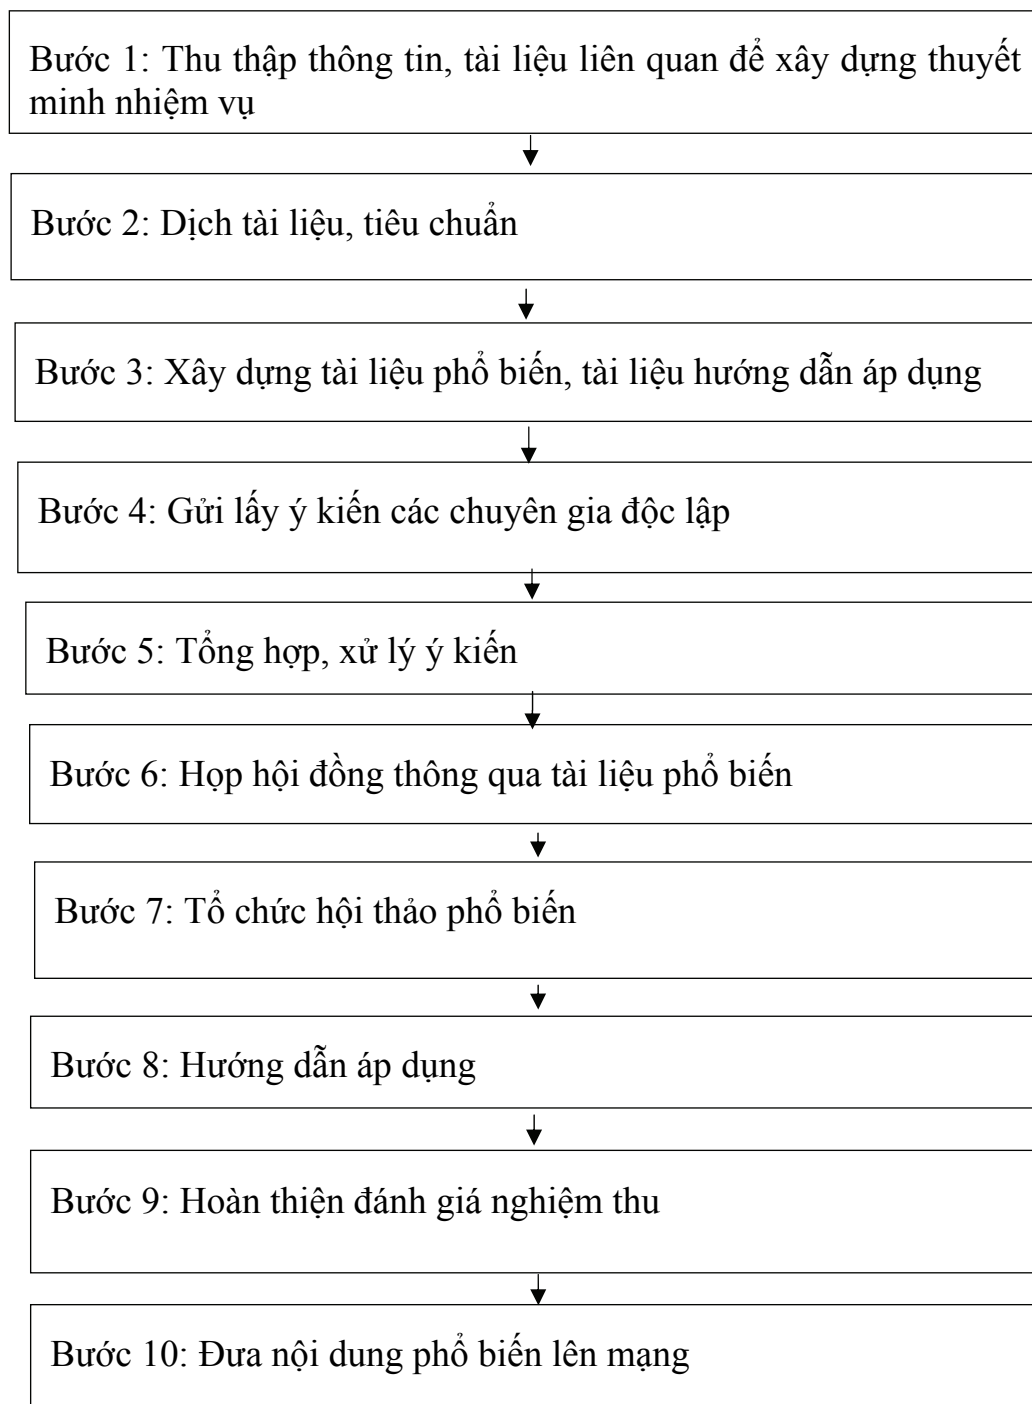 Bước 1: Thu thập thông tin, tài liệu liên quan để xây dựng thuyết
minh nhiệm vụ
Bước 2: Dịch tài liệu, tiêu chuẩn
Bước 3: Xây dựng tài liệu phổ biến, tài liệu hướng dẫn áp dụng
Bước 4: Gửi lấy ý kiến các chuyên gia độc lập
Bước 5: Tổng hợp, xử lý ý kiến
Bước 6: Họp hội đồng thông qua tài liệu phổ biến
Bước 7: Tổ chức hội thảo phổ biến
Bước 8: Hướng dẫn áp dụng
Bước 9: Hoàn thiện đánh giá nghiệm thu
Bước 10: Đưa nội dung phổ biến lên mạng